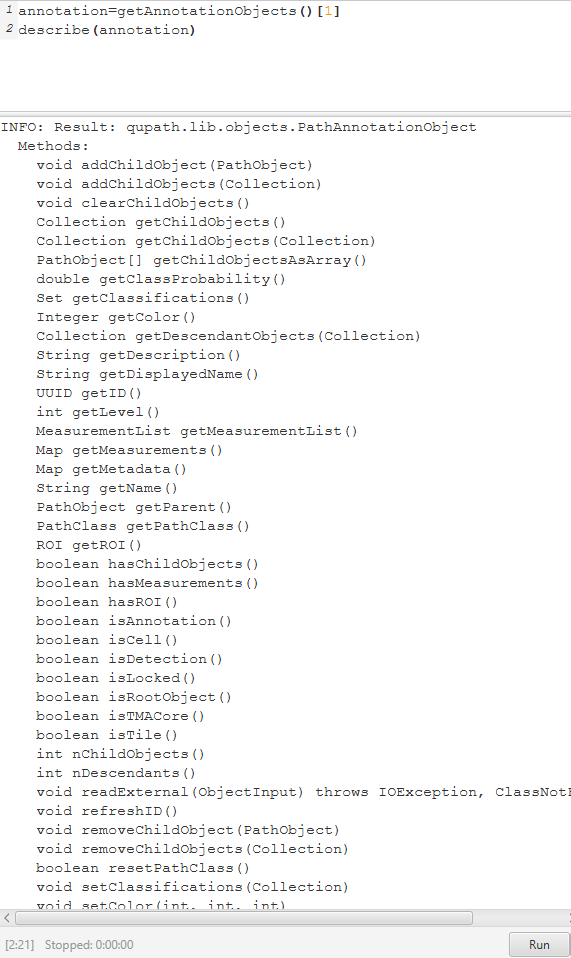 1 annotation=getAnnotationObjects()[1]
2 describe(annotation)
INFO: Result: qupath.lib.objects.PathAnnotationObject
Methods:
void addChildObject(PathObject)
void addChildObjects(Collection)
void clearChildObjects()
Collection getChildObjects()
Collection getChildObjects(Collection)
PathObject[] getChildObjectsAsArray()
double getClassProbability()
Set getClassifications()
Integer getColor()
Collection getDescendantObjects(Collection)
String getDescription()
String getDisplayedName()
UUID getID()
int getLevel()
MeasurementList getMeasurementList()
Map getMeasurements()
Map getMetadata()
String getName()
PathObject getParent()
PathClass getPathClass()
ROI getROI()
boolean hasChildObjects()
boolean hasMeasurements()
boolean hasROI()
boolean isAnnotation()
boolean isCell()
boolean isDetection()
boolean isLocked()
boolean isRootObject()
boolean isTMACore()
boolean isTile()
int nChildObjects()
int nDescendants()
void readExternal(ObjectInput) throws IOException, ClassNot
void refreshID()
void removeChildObject(PathObject)
void removeChildObjects(Collection)
boolean resetPathClass()
void setClassifications(Collection)
void setColor(int, int, int)
[2:21] Stopped: 0:00:00
Run